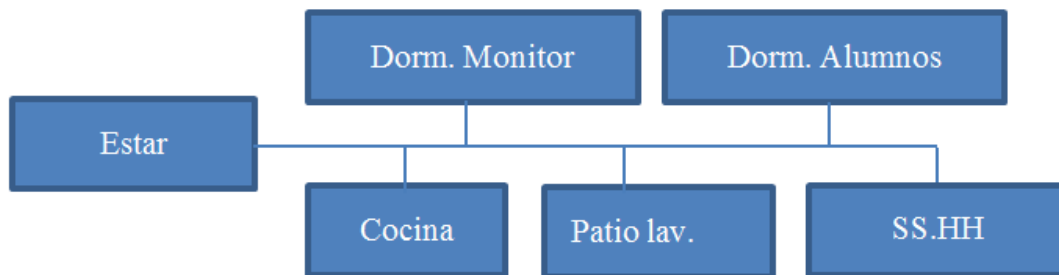 Dorm. Monitor
Dorm. Alumnos
Estar
Cocina
Patio lav.
SS.HH